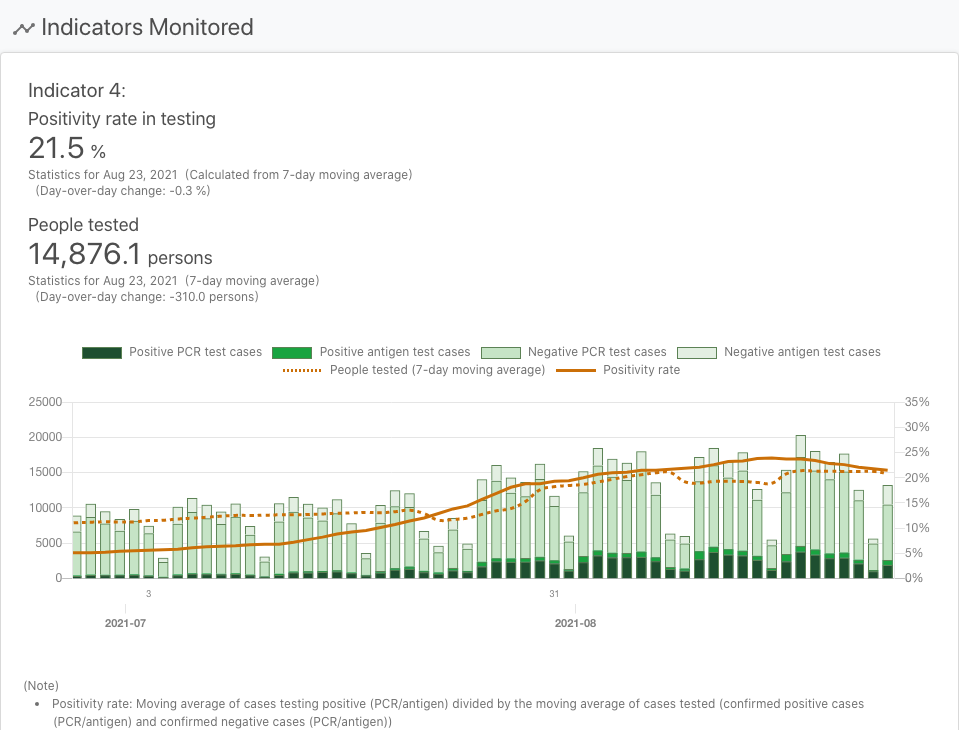 Indicators Monitored
Indicator 4:
Positivity rate in testing
21.5 %
Statistics for Aug 23, 2021 (Calculated from 7-day moving average)
(Day-over-day change: -0.3 %)
People tested
14,876.1 persons
Statistics for Aug 23, 2021 (7-day moving average)
(Day-over-day change: -310.0 persons)
Positive PCR test cases Positive antigen test cases Negative PCR test cases Negative antigen test cases
People tested (7-day moving average) Positivity rate
25000 35%
30%
20000
25%
15000
20%
15%
10000
10%
5000
5%
0 0%
3 31
2021-07 2021-08
(Note)
• Positivity rate: Moving average of cases testing positive (PCR/antigen) divided by the moving average of cases tested (confirmed positive cases
(PCR/antigen) and confirmed negative cases (PCR/antigen))